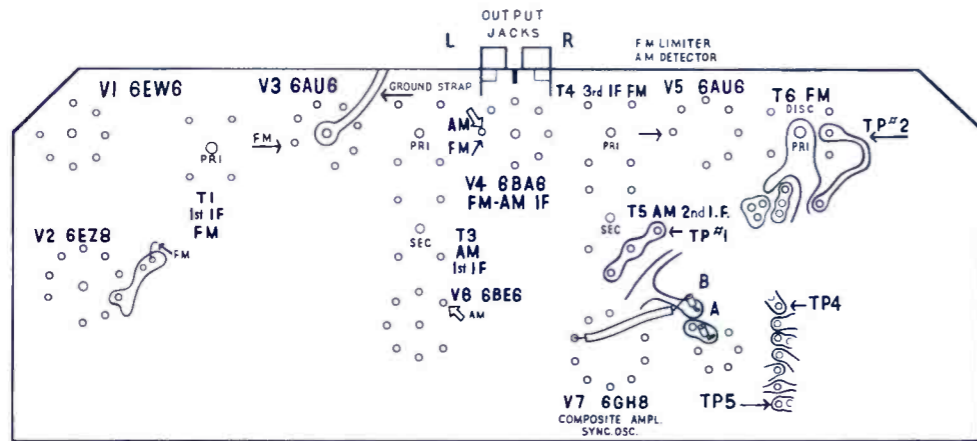 OUTPUT
JACKS
L
R
FM LIMITER
AM DETECTOR
V1 6EW6
V3 6AU6
GROUND STRAP
T4 3rd IF FM
V5 6AU6
T6 FM
DISC
TP#2
AM
FM
FM
PRI
PRI
PRI
PRI
V4 6BA6
FM-AM IF
T1
1st IF
FM
T5 AM 2nd I.F.
TP#1
SEC
SEC
V2 6EZ8
FM
T3
AM
1st IF
V6 6BE6
AM
B
A
TP4
V7 6GH8
COMPOSITE AMPL.
SYNC. OSC.
TP5